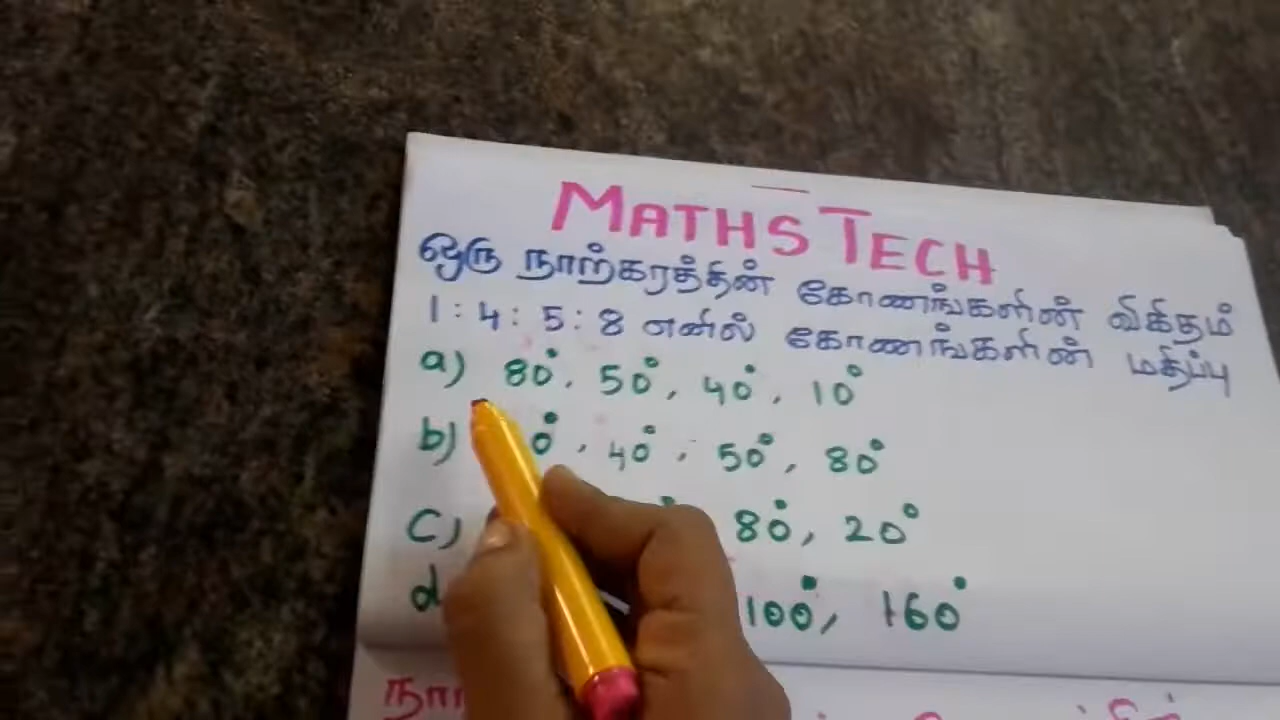 MATHS TECH
ஒரு நாற்கரத்தின் கோணங்களின் விகிதம்
1 : 4 : 5 : 8 எனில் கோணங்களின் மதிப்பு
a) 80°, 50°, 40°, 10°
b) 0°, 40°, 50°, 80°
c) 80°, 20°
d 100°, 160°